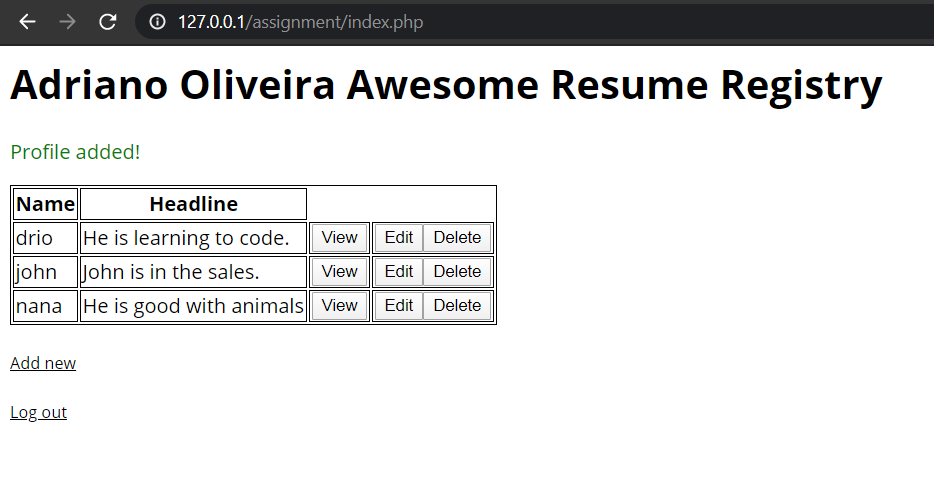 127.0.0.1/assignment/index.php
Adriano Oliveira Awesome Resume Registry
Profile added!
Name Headline
drio He is learning to code. View Edit Delete
john John is in the sales. View Edit Delete
nana He is good with animals View Edit Delete
Add new
Log out